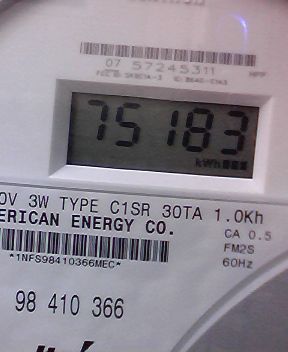 07 57245311
75183
kWh
0V 3W TYPE C1SR 30TA 1.0Kh
ERICAN ENERGY CO.
CA 0.5
FM2S
*1NFS98410366MEC*
60Hz
98 410 366